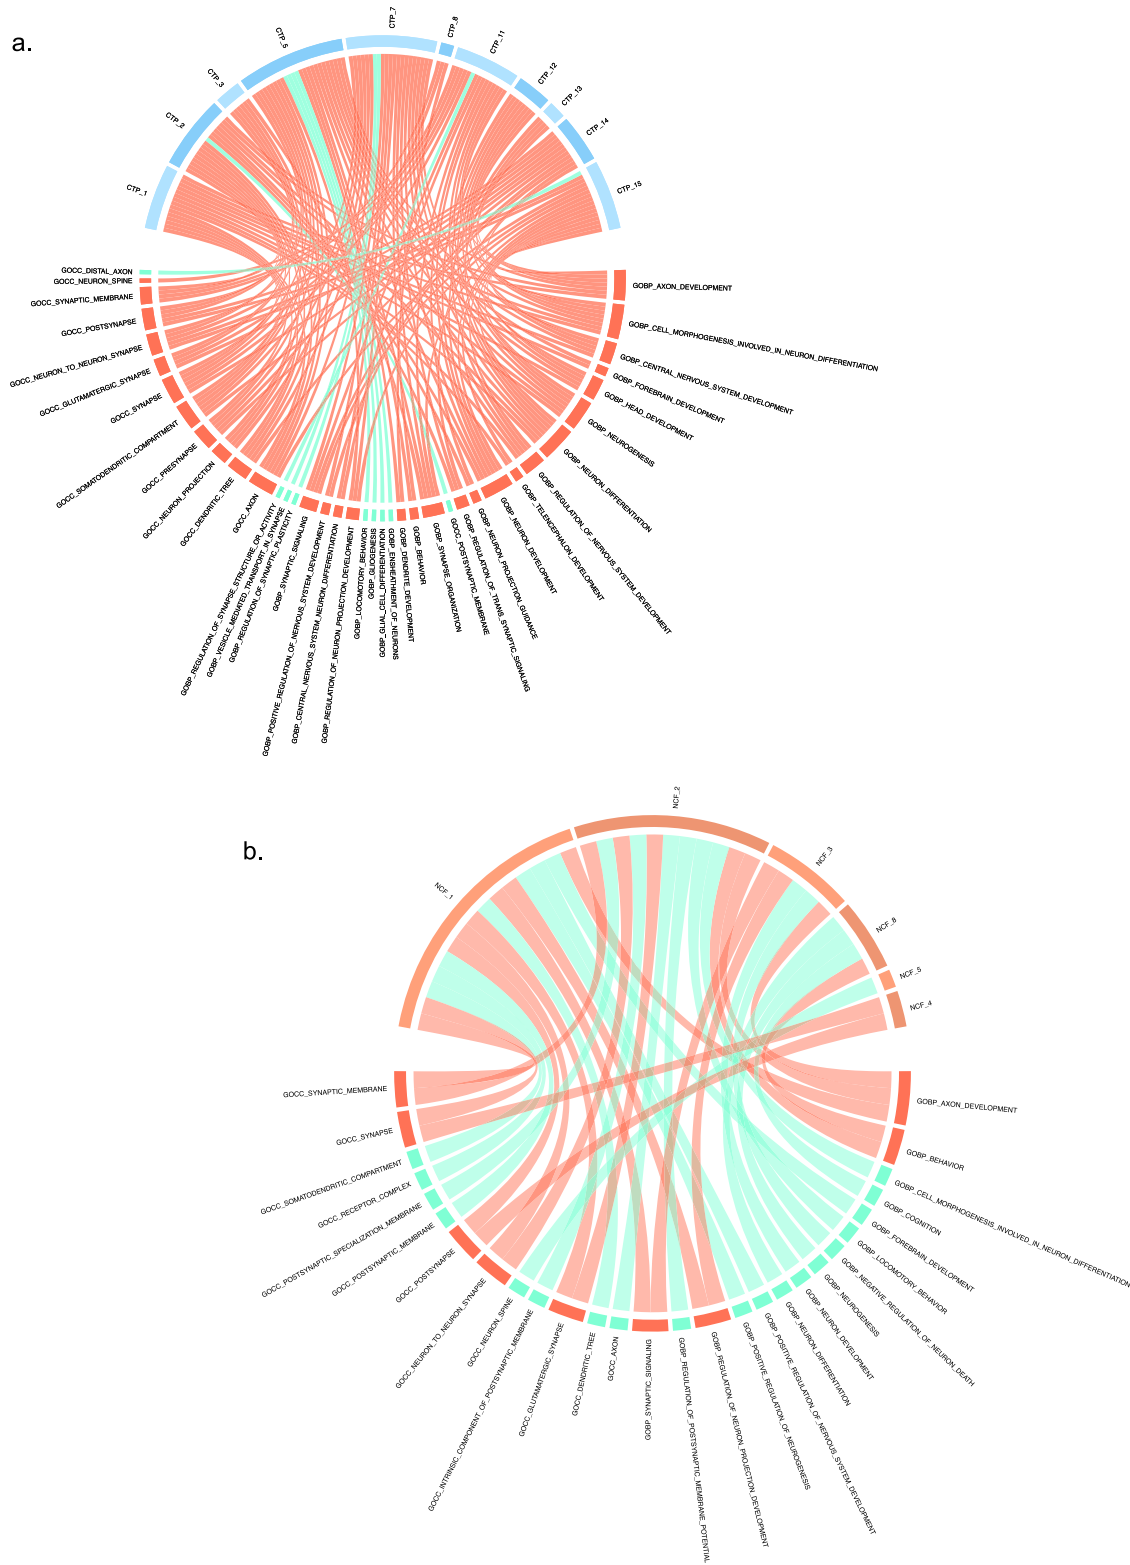 a.
CTP_1
CTP_2
CTP_3
CTP_5
CTP_7
CTP_8
CTP_11
CTP_12
CTP_13
CTP_14
CTP_15
GOCC_DISTAL_AXON
GOCC_NEURON_SPINE
GOCC_SYNAPTIC_MEMBRANE
GOCC_POSTSYNAPSE
GOCC_NEURON_TO_NEURON_SYNAPSE
GOCC_GLUTAMATERGIC_SYNAPSE
GOCC_SYNAPSE
GOCC_SOMATODENDRITIC_COMPARTMENT
GOCC_PRESYNAPSE
GOCC_NEURON_PROJECTION
GOCC_DENDRITIC_TREE
GOCC_AXON
GOBP_REGULATION_OF_SYNAPSE_STRUCTURE_OR_ACTIVITY
GOBP_VESICLE_MEDIATED_TRANSPORT_IN_SYNAPSE
GOBP_REGULATION_OF_SYNAPTIC_PLASTICITY
GOBP_SYNAPTIC_SIGNALING
GOBP_POSITIVE_REGULATION_OF_NERVOUS_SYSTEM_DEVELOPMENT
GOBP_CENTRAL_NERVOUS_SYSTEM_NEURON_DIFFERENTIATION
GOBP_REGULATION_OF_NEURON_PROJECTION_DEVELOPMENT
GOBP_LOCOMOTORY_BEHAVIOR
GOBP_GLIOGENESIS
GOBP_GLIAL_CELL_DIFFERENTIATION
GOBP_ENSHEATHMENT_OF_NEURONS
GOBP_DENDRITE_DEVELOPMENT
GOBP_BEHAVIOR
GOBP_SYNAPSE_ORGANIZATION
GOCC_POSTSYNAPTIC_MEMBRANE
GOBP_REGULATION_OF_TRANS_SYNAPTIC_SIGNALING
GOBP_NEURON_PROJECTION_GUIDANCE
GOBP_NEURON_DEVELOPMENT
GOBP_TELENCEPHALON_DEVELOPMENT
GOBP_REGULATION_OF_NERVOUS_SYSTEM_DEVELOPMENT
GOBP_NEURON_DIFFERENTIATION
GOBP_NEUROGENESIS
GOBP_HEAD_DEVELOPMENT
GOBP_FOREBRAIN_DEVELOPMENT
GOBP_CENTRAL_NERVOUS_SYSTEM_DEVELOPMENT
GOBP_CELL_MORPHOGENESIS_INVOLVED_IN_NEURON_DIFFERENTIATION
GOBP_AXON_DEVELOPMENT
b.
NCF_1
NCF_2
NCF_3
NCF_8
NCF_5
NCF_4
GOCC_SYNAPTIC_MEMBRANE
GOCC_SYNAPSE
GOCC_SOMATODENDRITIC_COMPARTMENT
GOCC_RECEPTOR_COMPLEX
GOCC_POSTSYNAPTIC_SPECIALIZATION_MEMBRANE
GOCC_POSTSYNAPTIC_MEMBRANE
GOCC_POSTSYNAPSE
GOCC_NEURON_TO_NEURON_SYNAPSE
GOCC_NEURON_SPINE
GOCC_INTRINSIC_COMPONENT_OF_POSTSYNAPTIC_MEMBRANE
GOCC_GLUTAMATERGIC_SYNAPSE
GOCC_DENDRITIC_TREE
GOCC_AXON
GOBP_SYNAPTIC_SIGNALING
GOBP_REGULATION_OF_POSTSYNAPTIC_MEMBRANE_POTENTIAL
GOBP_REGULATION_OF_NEURON_PROJECTION_DEVELOPMENT
GOBP_POSITIVE_REGULATION_OF_NEUROGENESIS
GOBP_POSITIVE_REGULATION_OF_NERVOUS_SYSTEM_DEVELOPMENT
GOBP_NEURON_DIFFERENTIATION
GOBP_NEURON_DEVELOPMENT
GOBP_NEUROGENESIS
GOBP_NEGATIVE_REGULATION_OF_NEURON_DEATH
GOBP_LOCOMOTORY_BEHAVIOR
GOBP_FOREBRAIN_DEVELOPMENT
GOBP_COGNITION
GOBP_CELL_MORPHOGENESIS_INVOLVED_IN_NEURON_DIFFERENTIATION
GOBP_BEHAVIOR
GOBP_AXON_DEVELOPMENT